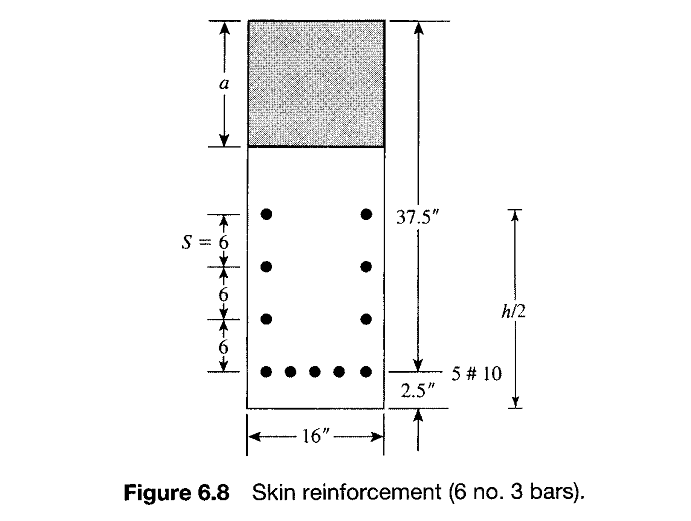 a
37.5"
S = 6
6
h/2
6
5 # 10
2.5"
16"
Figure 6.8 Skin reinforcement (6 no. 3 bars).